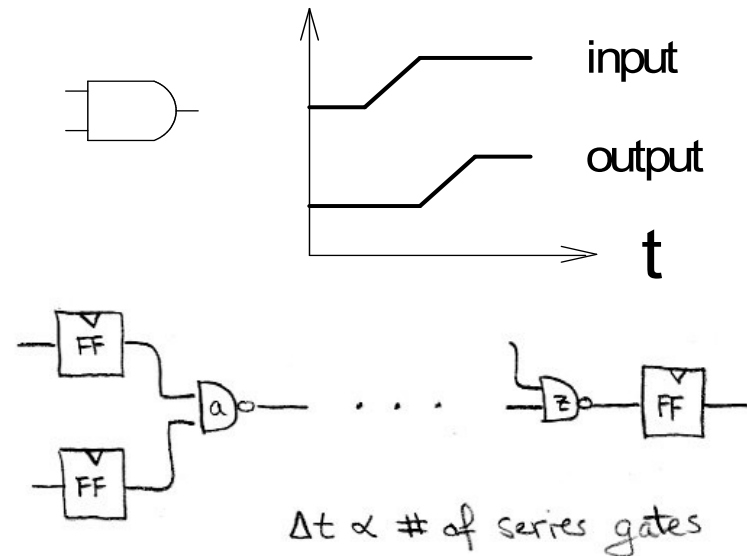 input
output
t
FF
a
z
FF
FF
Δt ∝ # of series gates